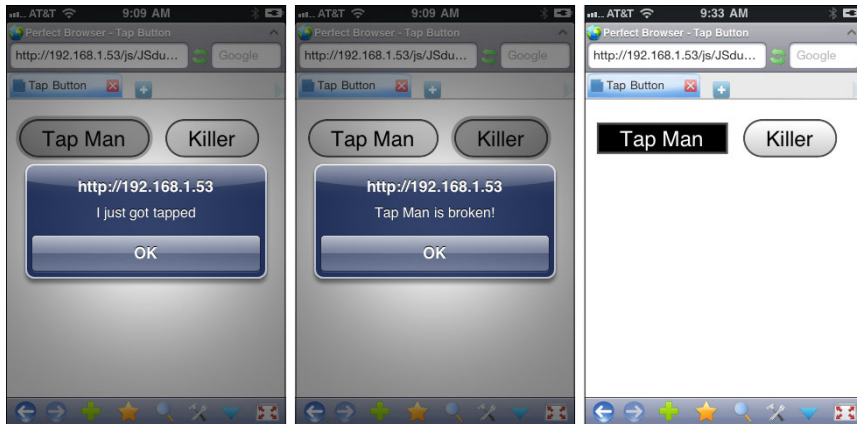 AT&T 9:09 AM
Perfect Browser - Tap Button
http://192.168.1.53/js/JSdu... Google
Tap Button
Tap Man Killer
http://192.168.1.53
I just got tapped
OK
AT&T 9:09 AM
Perfect Browser - Tap Button
http://192.168.1.53/js/JSdu... Google
Tap Button
Tap Man Killer
http://192.168.1.53
Tap Man is broken!
OK
AT&T 9:33 AM
Perfect Browser - Tap Button
http://192.168.1.53/js/JSdu... Google
Tap Button
Tap Man Killer